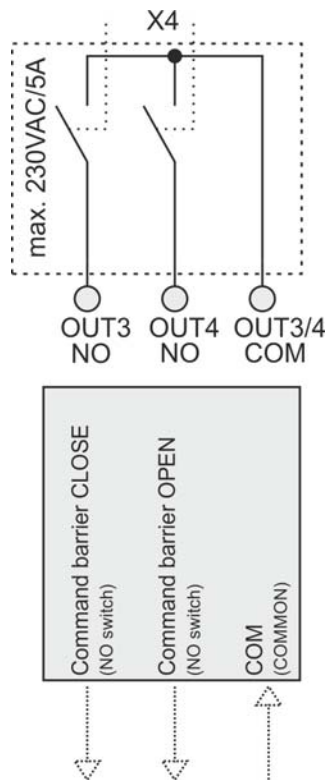 X4
max. 230VAC/5A
OUT3
NO
OUT4
NO
OUT3/4
COM
Command barrier CLOSE
(NO switch)
Command barrier OPEN
(NO switch)
COM
(COMMON)